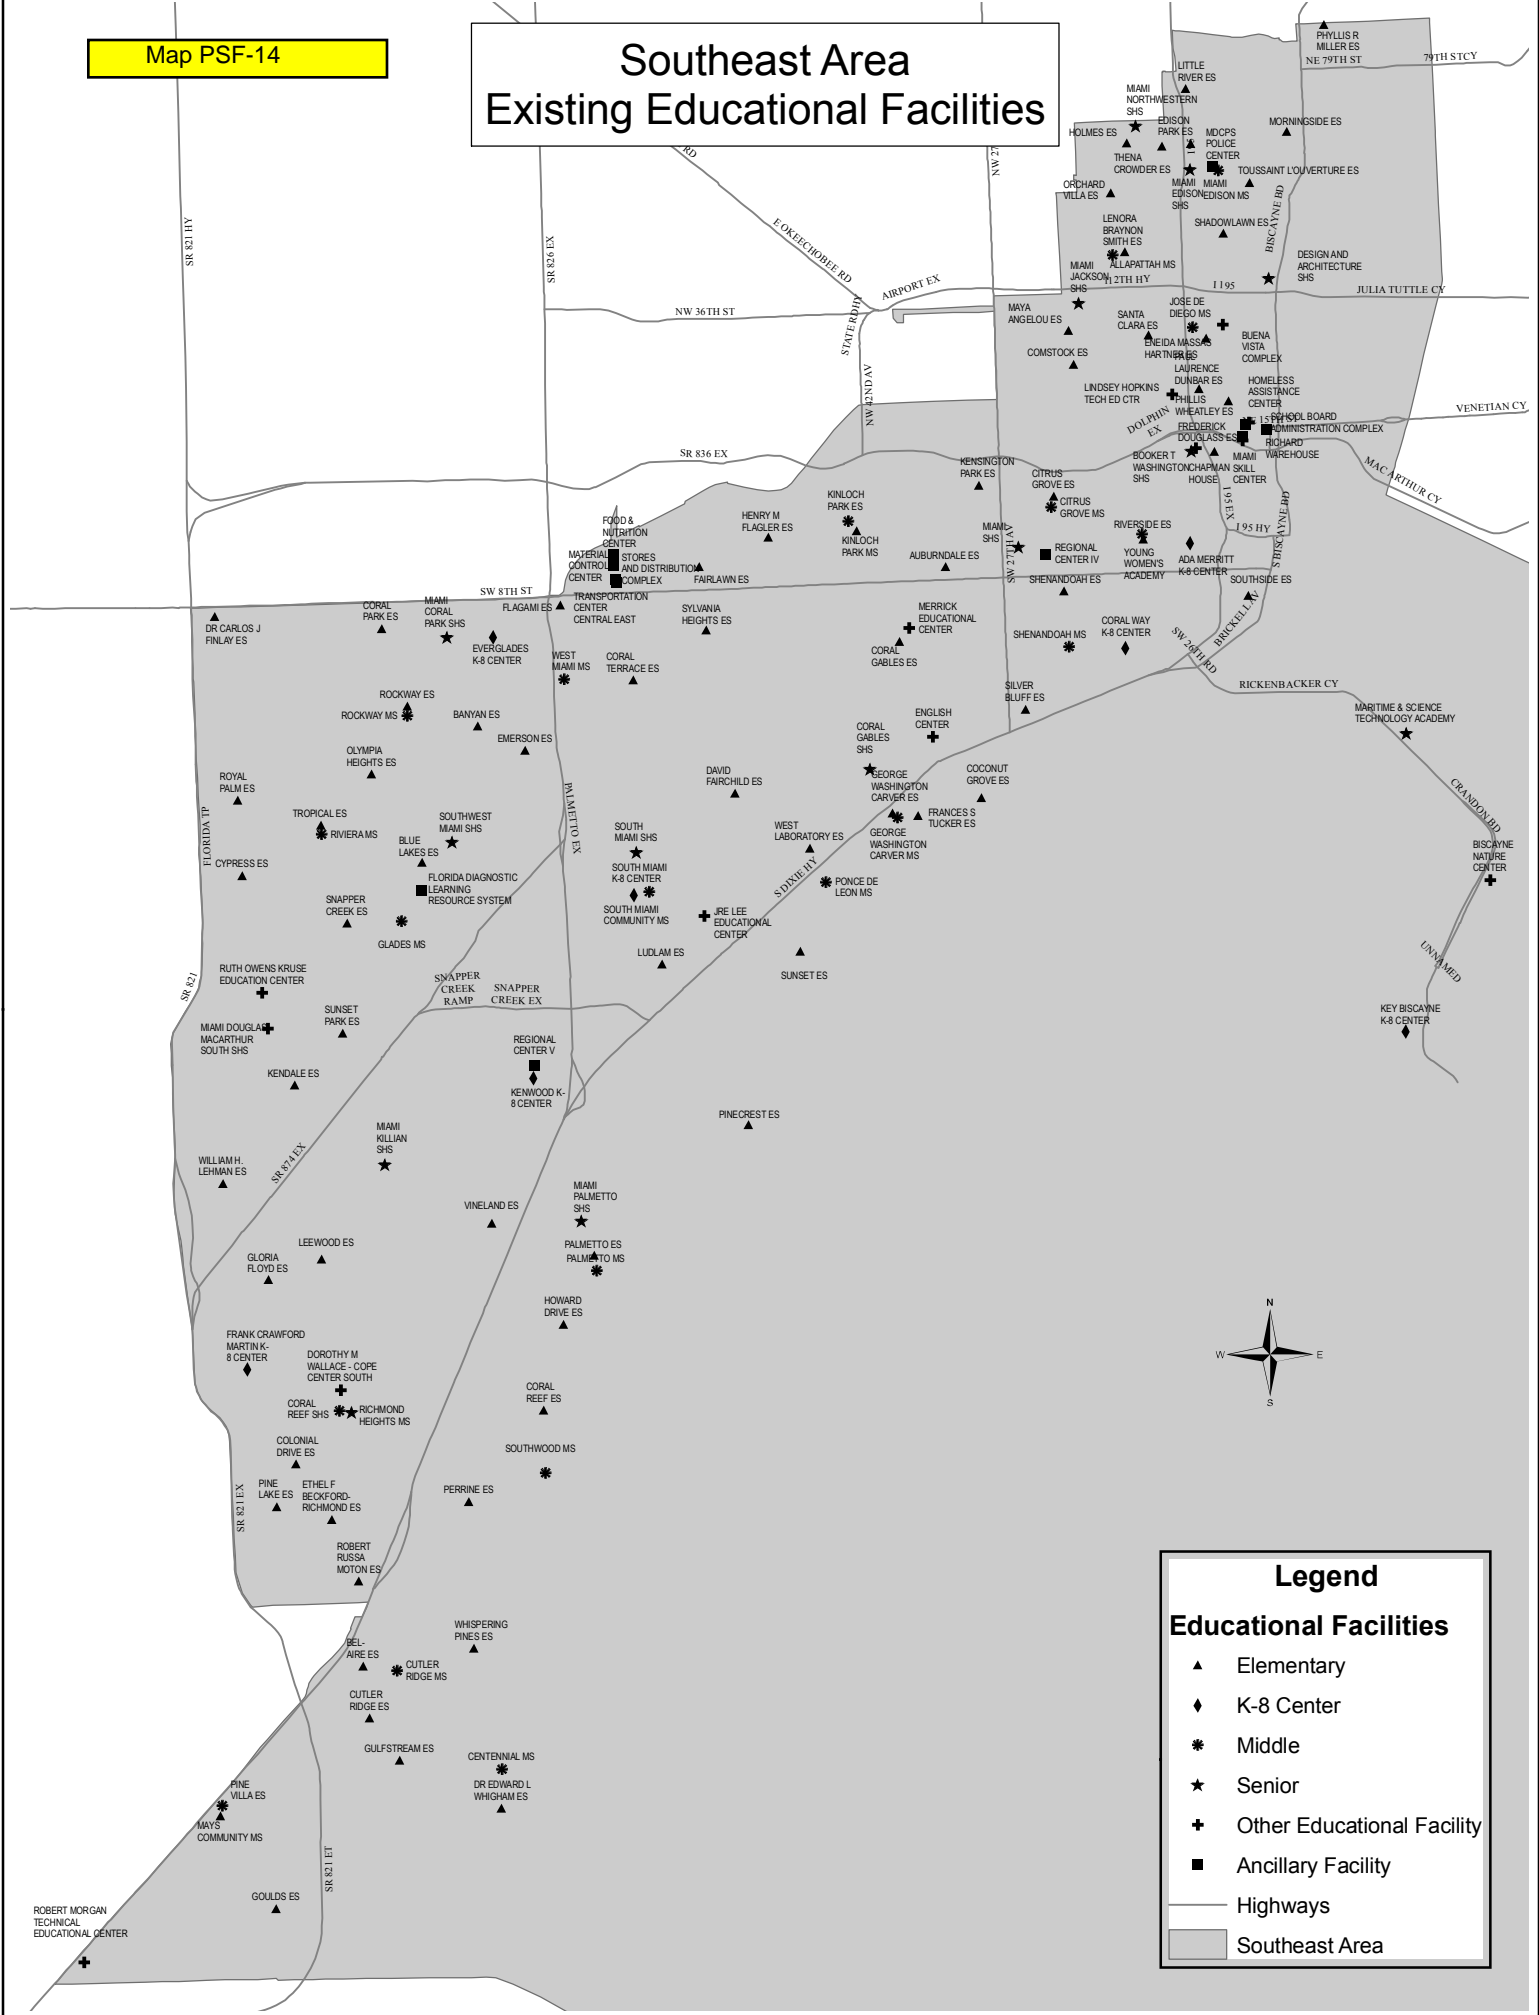 Map PSF-14
Southeast Area
Existing Educational Facilities
PHYLLIS R
MILLER ES
NE 79TH ST
79TH STCY
LITTLE
RIVER ES
MIAMI
NORTHWESTERN
SHS
EDISON
PARK ES
HOLMES ES
MDCPS
POLICE
CENTER
MORNINGSIDE ES
THENA
CROWDER ES
TOUSSAINT L'OUVERTURE ES
ORCHARD
VILLA ES
MIAMI
EDISON
SHS
MIAMI
EDISON MS
LENORA
BRAYNON
SMITH ES
SHADOWLAWN ES
BISCAYNE BD
ALLAPATTAH MS
MIAMI
JACKSON
SHS
DESIGN AND
ARCHITECTURE
SHS
112TH HY
I 195
JULIA TUTTLE CY
RD
NW 27
SR 821 HY
SR 826 EX
E OKEECHOBEE RD
AIRPORT EX
NW 36TH ST
STATE RD HY
NW 42ND AV
MAYA
ANGELOU ES
SANTA
CLARA ES
JOSE DE
DIEGO MS
COMSTOCK ES
ENEIDA MASSAS
HARTNER ES
BUENA
VISTA
COMPLEX
PAUL
LAURENCE
DUNBAR ES
LINDSEY HOPKINS
TECH ED CTR
HOMELESS
ASSISTANCE
CENTER
PHILLIS
WHEATLEY ES
VENETIAN CY
DOLPHIN
EX
NE 15TH ST
SCHOOL BOARD
ADMINISTRATION COMPLEX
FREDERICK
DOUGLASS ES
RICHARD
WAREHOUSE
BOOKER T
WASHINGTON
SHS
CHAPMAN
HOUSE
MIAMI
SKILL
CENTER
MAC ARTHUR CY
SR 836 EX
KENSINGTON
PARK ES
CITRUS
GROVE ES
CITRUS
GROVE MS
I 95 EX
I 95 HY
S BISCAYNE BD
KINLOCH
PARK ES
KINLOCH
PARK MS
HENRY M
FLAGLER ES
FOOD &
NUTRITION
CENTER
MATERIAL
CONTROL
CENTER
STORES
AND DISTRIBUTION
COMPLEX
FAIRLAWN ES
MIAMI
SHS
SW 27TH AV
REGIONAL
CENTER IV
RIVERSIDE ES
YOUNG
WOMEN'S
ACADEMY
ADA MERRITT
K-8 CENTER
AUBURNDALE ES
SHENANDOAH ES
SOUTHSIDE ES
BRICKELL AV
SW 8TH ST
FLAGAMI ES
TRANSPORTATION
CENTER
CENTRAL EAST
SYLVANIA
HEIGHTS ES
MERRICK
EDUCATIONAL
CENTER
CORAL
GABLES ES
SHENANDOAH MS
CORAL WAY
K-8 CENTER
SW 26TH RD
DR CARLOS J
FINLAY ES
CORAL
PARK ES
MIAMI
CORAL
PARK SHS
EVERGLADES
K-8 CENTER
WEST
MIAMI MS
CORAL
TERRACE ES
RICKENBACKER CY
SILVER
BLUFF ES
MARITIME & SCIENCE
TECHNOLOGY ACADEMY
ROCKWAY ES
ROCKWAY MS
BANYAN ES
EMERSON ES
ENGLISH
CENTER
CORAL
GABLES
SHS
OLYMPIA
HEIGHTS ES
ROYAL
PALM ES
DAVID
FAIRCHILD ES
COCONUT
GROVE ES
GEORGE
WASHINGTON
CARVER ES
FRANCES S
TUCKER ES
GEORGE
WASHINGTON
CARVER MS
CRANDON BD
TROPICAL ES
RIVIERA MS
SOUTHWEST
MIAMI SHS
BLUE
LAKES ES
PALMETTO EX
FLORIDA TP
SOUTH
MIAMI SHS
WEST
LABORATORY ES
BISCAYNE
NATURE
CENTER
CYPRESS ES
FLORIDA DIAGNOSTIC
LEARNING
RESOURCE SYSTEM
SOUTH MIAMI
K-8 CENTER
S DIXIE HY
PONCE DE
LEON MS
SNAPPER
CREEK ES
GLADES MS
SOUTH MIAMI
COMMUNITY MS
JRE LEE
EDUCATIONAL
CENTER
LUDLAM ES
SUNSET ES
UNNAMED
RUTH OWENS KRUSE
EDUCATION CENTER
SR 821
SNAPPER
CREEK
RAMP
SNAPPER
CREEK EX
SUNSET
PARK ES
MIAMI DOUGLAS
MACARTHUR
SOUTH SHS
KEY BISCAYNE
K-8 CENTER
REGIONAL
CENTER V
KENDALE ES
KENWOOD K-
8 CENTER
PINECREST ES
MIAMI
KILLIAN
SHS
SR 874 EX
WILLIAM H.
LEHMAN ES
MIAMI
PALMETTO
SHS
VINELAND ES
LEEWOOD ES
PALMETTO ES
PALMETTO MS
GLORIA
FLOYD ES
HOWARD
DRIVE ES
FRANK CRAWFORD
MARTIN K-
8 CENTER
DOROTHY M
WALLACE - COPE
CENTER SOUTH
CORAL
REEF SHS
RICHMOND
HEIGHTS MS
CORAL
REEF ES
COLONIAL
DRIVE ES
SOUTHWOOD MS
PINE
LAKE ES
ETHEL F
BECKFORD-
RICHMOND ES
PERRINE ES
SR 821 EX
ROBERT
RUSSA
MOTON ES
WHISPERING
PINES ES
BEL-
AIRE ES
CUTLER
RIDGE MS
CUTLER
RIDGE ES
GULFSTREAM ES
CENTENNIAL MS
DR EDWARD L
WHIGHAM ES
PINE
VILLA ES
MAYS
COMMUNITY MS
SR 821 ET
GOULDS ES
ROBERT MORGAN
TECHNICAL
EDUCATIONAL CENTER
N
W
E
S
Legend
Educational Facilities
Elementary
K-8 Center
Middle
Senior
Other Educational Facility
Ancillary Facility
Highways
Southeast Area